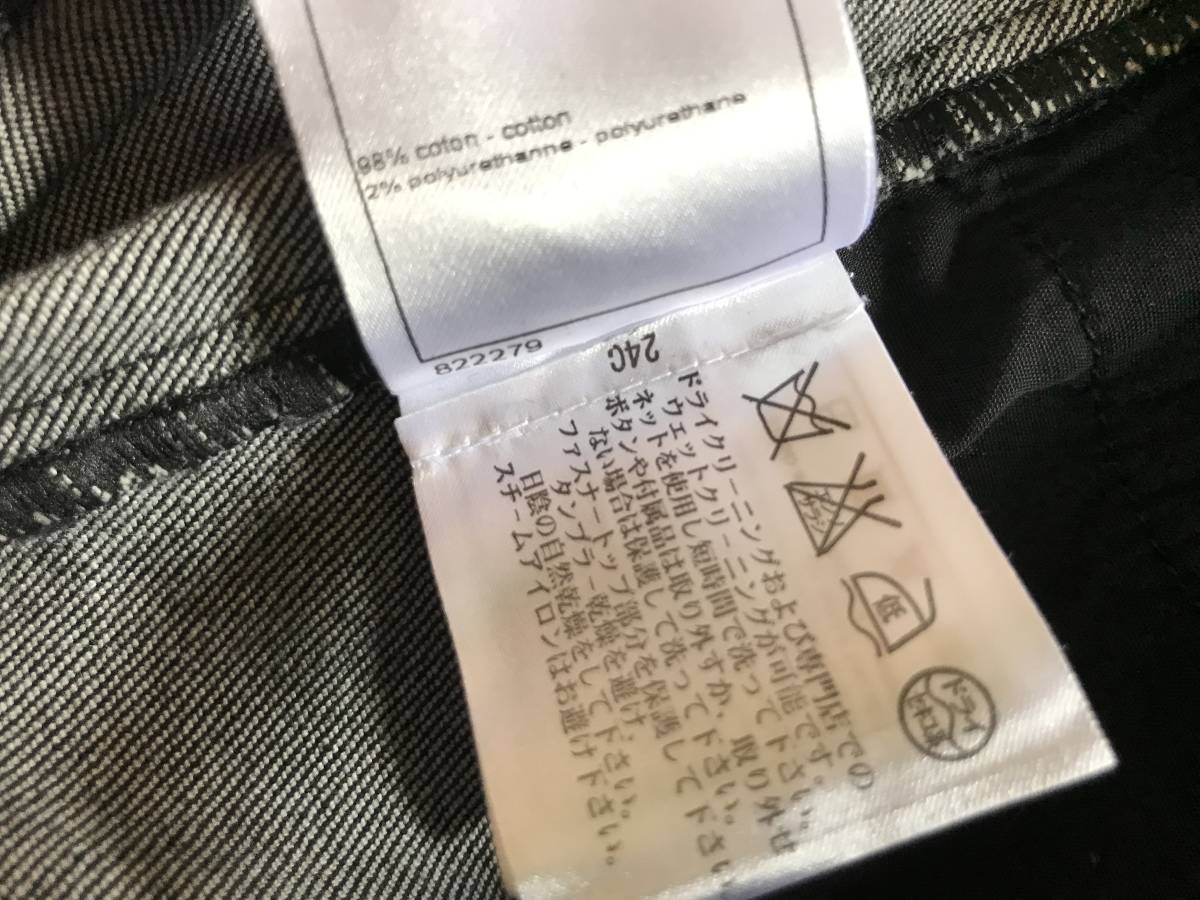 98% coton - cotton
2% polyurethanne - polyurethane
822279
24C
ドライクリーニングおよび専門店での
ウェットクリーニングが可能です。
ネットを使用し短時間で洗って下さい。
ボタンや付属品は取り外すか、取り外せ
ない場合は保護して洗って下さい。
ファスナートップ部分を保護して下さい
タンブラー乾燥を避け、
日陰の自然乾燥をして下さい。
スチームアイロンはお避け下さい。
低
ドライ
セキユ系